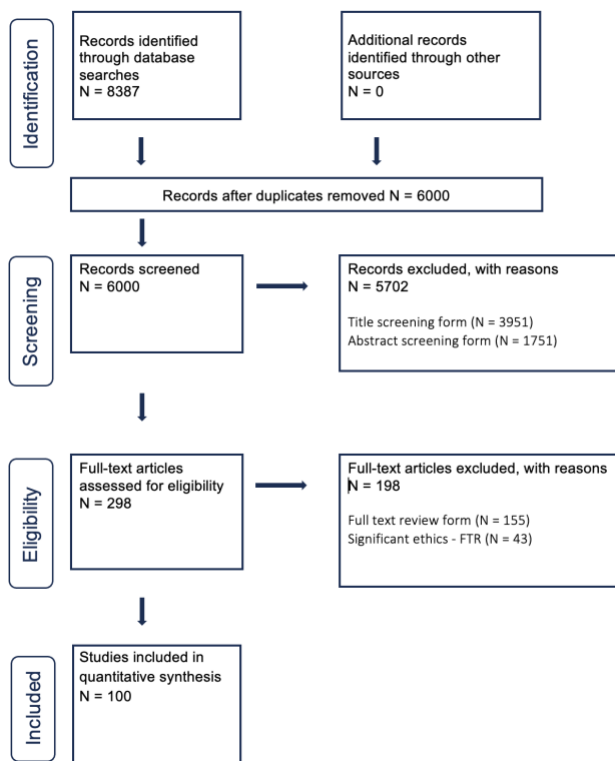 Identification
Records identified
through database
searches
N = 8387
Additional records
identified through other
sources
N = 0
Records after duplicates removed N = 6000
Screening
Records screened
N = 6000
Records excluded, with reasons
N = 5702
Title screening form (N = 3951)
Abstract screening form (N = 1751)
Eligibility
Full-text articles
assessed for eligibility
N = 298
Full-text articles excluded, with reasons
N = 198
Full text review form (N = 155)
Significant ethics - FTR (N = 43)
Included
Studies included in
quantitative synthesis
N = 100